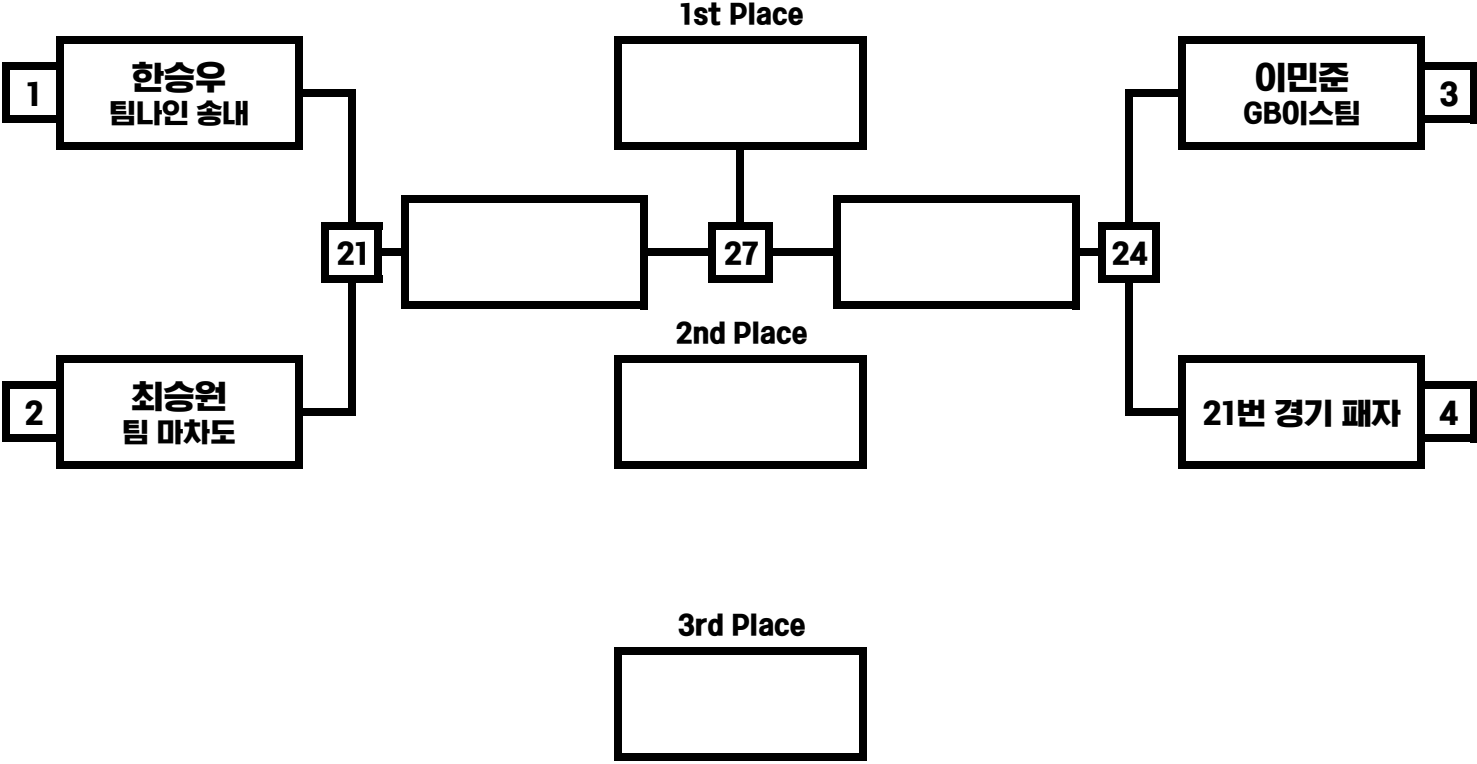 1st Place
1
한승우
팀나인 송내
이민준
GB이스팀
3
21
27
24
2nd Place
2
최승원
팀 마차도
21번 경기 패자
4
3rd Place